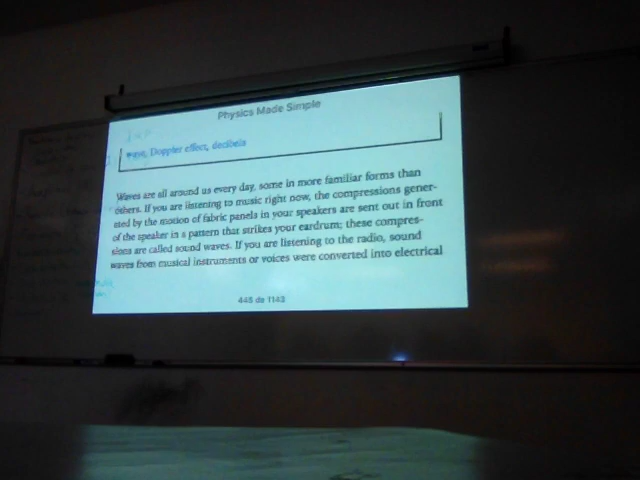 Physics Made Simple
Doppler effect, decibels
Waves are all around us every day, some in more familiar forms than
others. If you are listening to music right now, the compressions gener-
ated by the motion of fabric panels in your speakers are sent out in front
of the speaker in a pattern that strikes your eardrum; these compres-
sions are called sound waves. If you are listening to the radio, sound
waves from musical instruments or voices were converted into electrical
445 de 1143